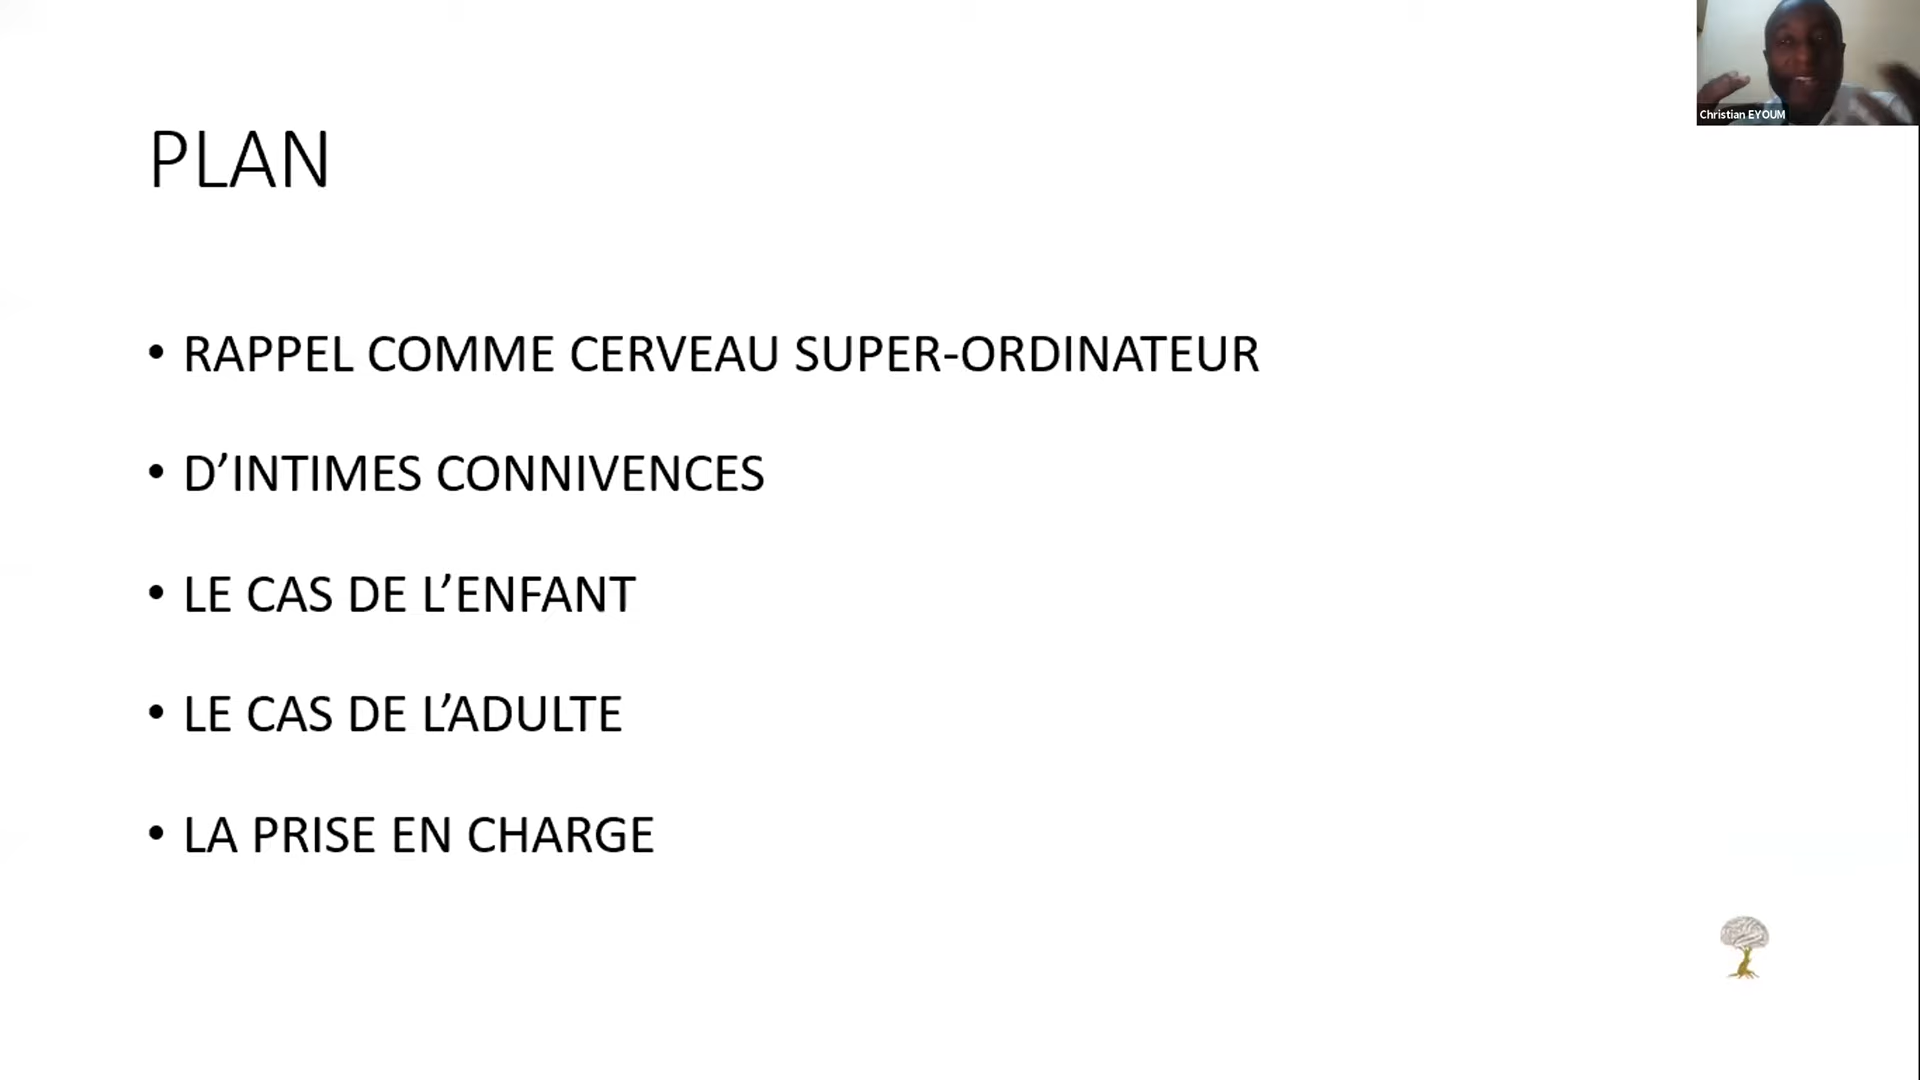 Christian EYOUM
PLAN
• RAPPEL COMME CERVEAU SUPER-ORDINATEUR
• D’INTIMES CONNIVENCES
• LE CAS DE L’ENFANT
• LE CAS DE L’ADULTE
• LA PRISE EN CHARGE